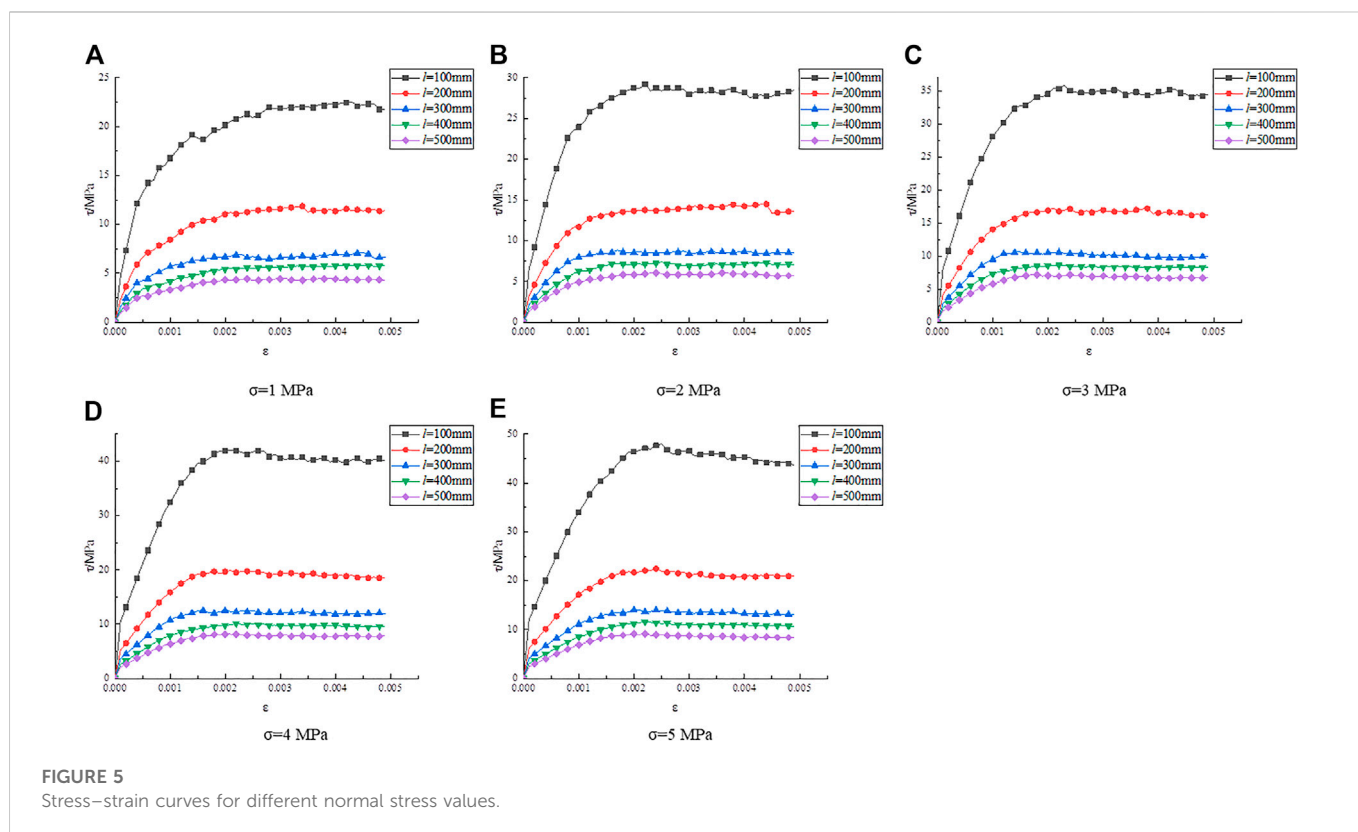 A
τ/MPa
25
20
15
10
5
0
0.000 0.001 0.002 0.003 0.004 0.005
ε
l=100mm
l=200mm
l=300mm
l=400mm
l=500mm
σ=1 MPa
B
τ/MPa
30
25
20
15
10
5
0
0.000 0.001 0.002 0.003 0.004 0.005
ε
l=100mm
l=200mm
l=300mm
l=400mm
l=500mm
σ=2 MPa
C
τ/MPa
35
30
25
20
15
10
5
0
0.000 0.001 0.002 0.003 0.004 0.005
ε
l=100mm
l=200mm
l=300mm
l=400mm
l=500mm
σ=3 MPa
D
τ/MPa
40
30
20
10
0
0.000 0.001 0.002 0.003 0.004 0.005
ε
l=100mm
l=200mm
l=300mm
l=400mm
l=500mm
σ=4 MPa
E
τ/MPa
50
40
30
20
10
0
0.000 0.001 0.002 0.003 0.004 0.005
ε
l=100mm
l=200mm
l=300mm
l=400mm
l=500mm
σ=5 MPa
FIGURE 5
Stress–strain curves for different normal stress values.